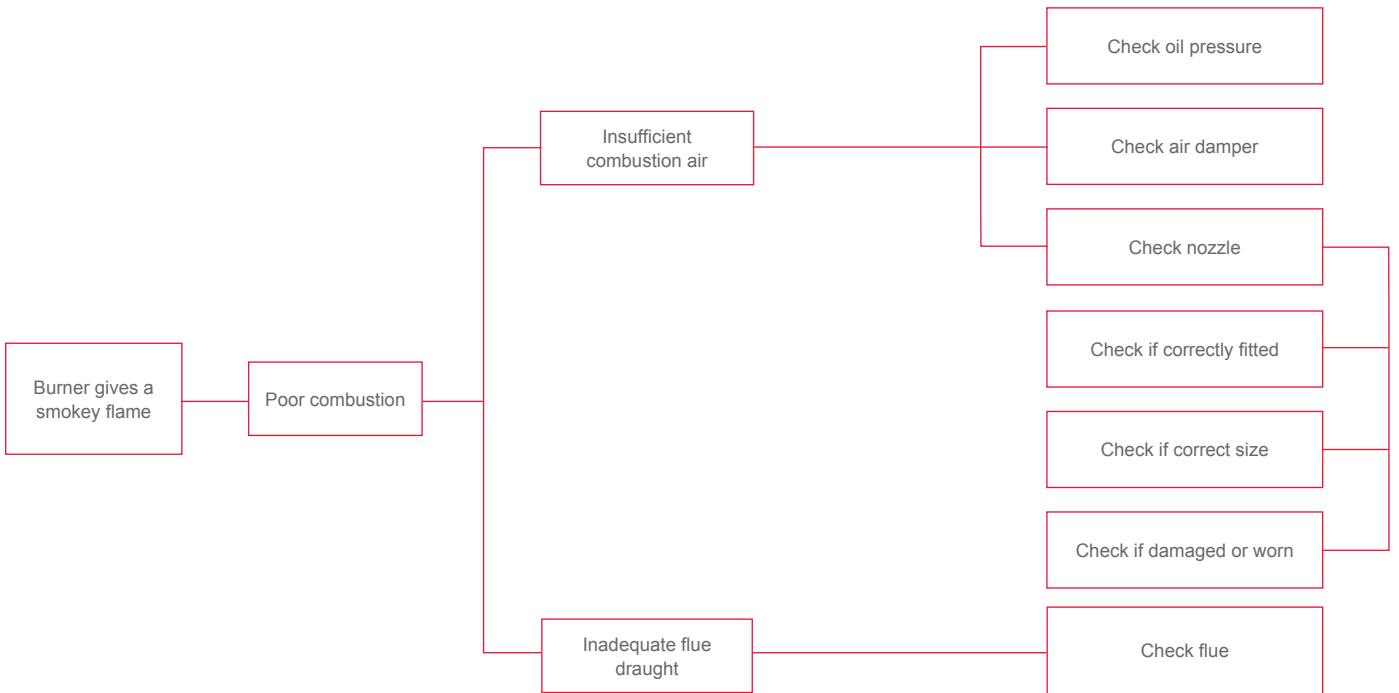 Burner gives a
smokey flame
Poor combustion
Insufficient
combustion air
Inadequate flue
draught
Check oil pressure
Check air damper
Check nozzle
Check if correctly fitted
Check if correct size
Check if damaged or worn
Check flue